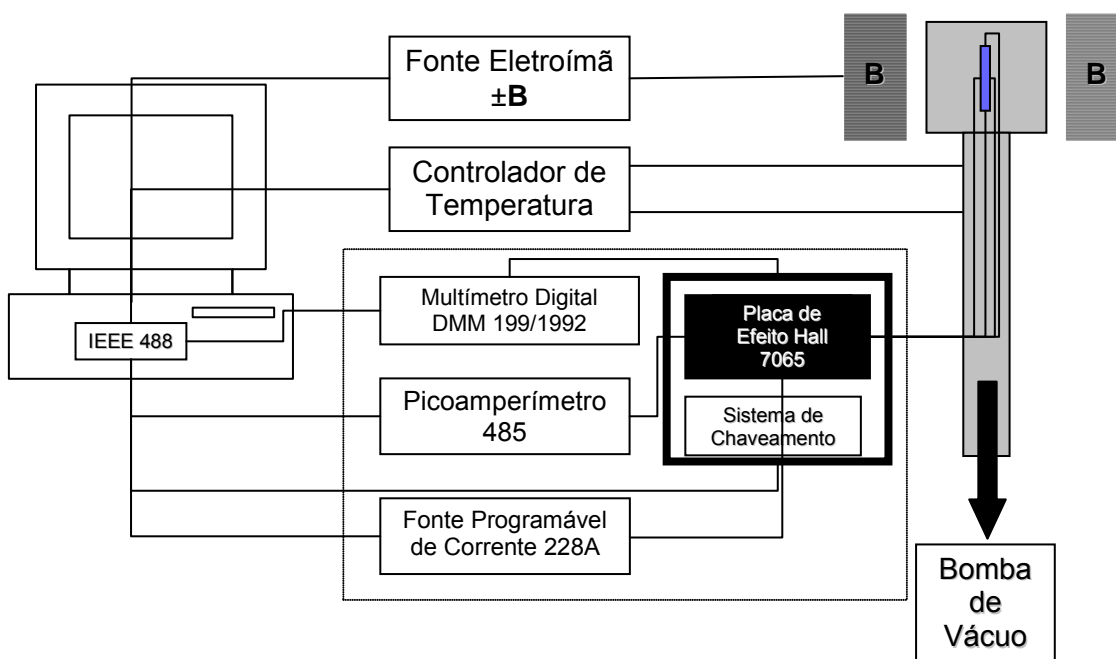 Fonte Eletroímã
±B
B
B
Controlador de
Temperatura
Multímetro Digital
DMM 199/1992
Placa de
Efeito Hall
7065
IEEE 488
Picoamperímetro
485
Sistema de
Chaveamento
Fonte Programável
de Corrente 228A
Bomba
de
Vácuo